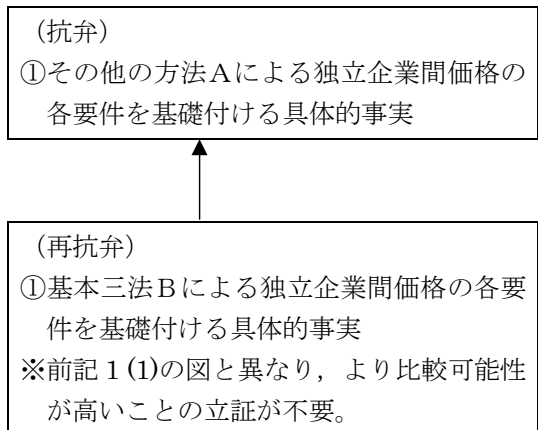 （抗弁）
①その他の方法Ａによる独立企業間価格の
各要件を基礎付ける具体的事実
（再抗弁）
①基本三法Ｂによる独立企業間価格の各要
件を基礎付ける具体的事実
※前記１(1)の図と異なり，より比較可能性
が高いことの立証が不要。